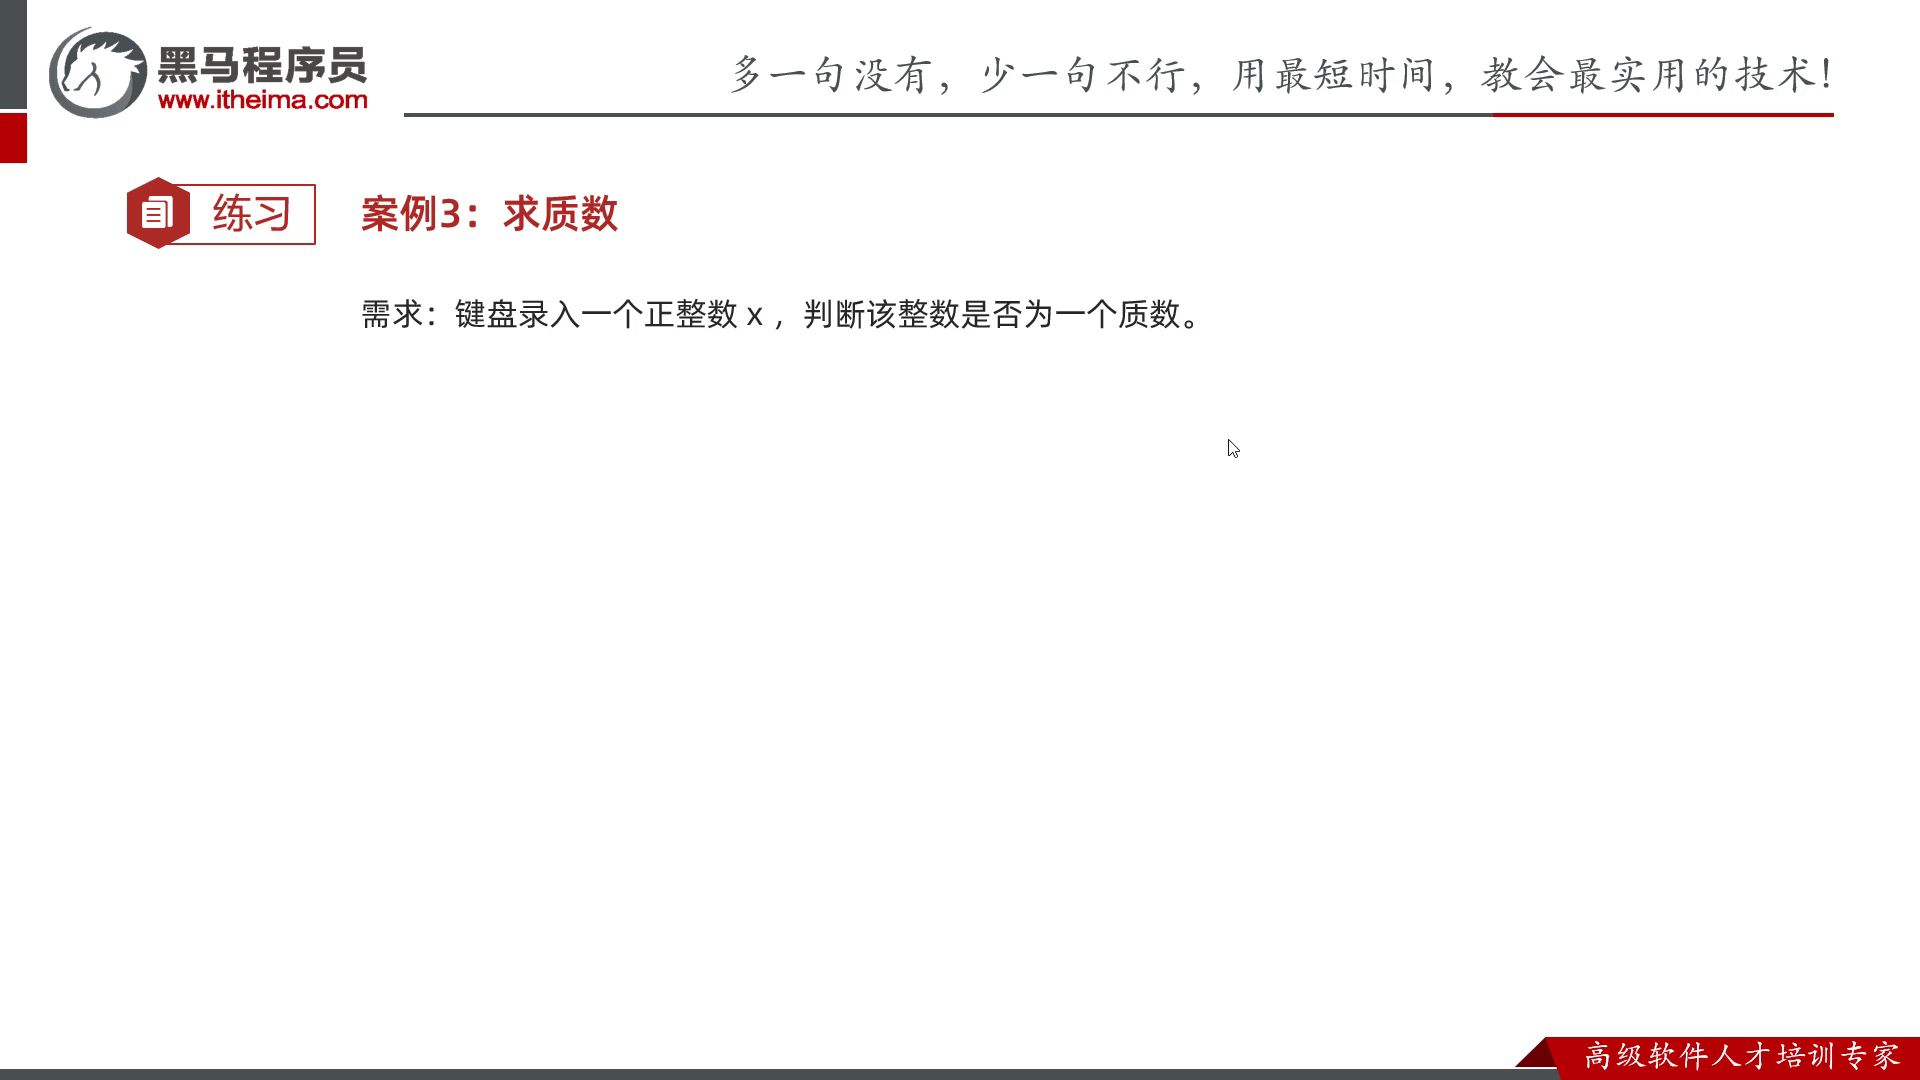 黑马程序员
www.itheima.com
多一句没有，少一句不行，用最短时间，教会最实用的技术！
练习
案例3：求质数
需求：键盘录入一个正整数 x ，判断该整数是否为一个质数。
高级软件人才培训专家